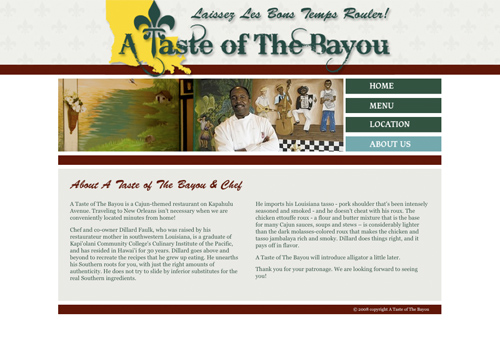 Laissez Les Bons Temps Rouler!
A Taste of The Bayou
HOME
MENU
LOCATION
ABOUT US
About A Taste of The Bayou & Chef
A Taste of The Bayou is a Cajun-themed restaurant on Kapahulu
Avenue. Traveling to New Orleans isn't necessary when we are
conveniently located minutes from home!
Chef and co-owner Dillard Faulk, who was raised by his
restaurateur mother in southwestern Louisiana, is a graduate of
Kapi'olani Community College's Culinary Institute of the Pacific,
and has resided in Hawai'i for 30 years. Dillard goes above and
beyond to recreate the recipes that he grew up eating. He unearths
his Southern roots for you, with just the right amounts of
authenticity. He does not try to slide by inferior substitutes for the
real Southern ingredients.
He imports his Louisiana tasso - pork shoulder that's been intensely
seasoned and smoked - and he doesn't cheat with his roux. The
chicken ettouffe roux - a flour and butter mixture that is the base
for many Cajun sauces, soups and stews – is considerably lighter
than the dark molasses-colored roux that makes the chicken and
tasso jambalaya rich and smoky. Dillard does things right, and it
pays off in flavor.
A Taste of The Bayou will introduce alligator a little later.
Thank you for your patronage. We are looking forward to seeing
you!
© 2008 copyright A Taste of The Bayou